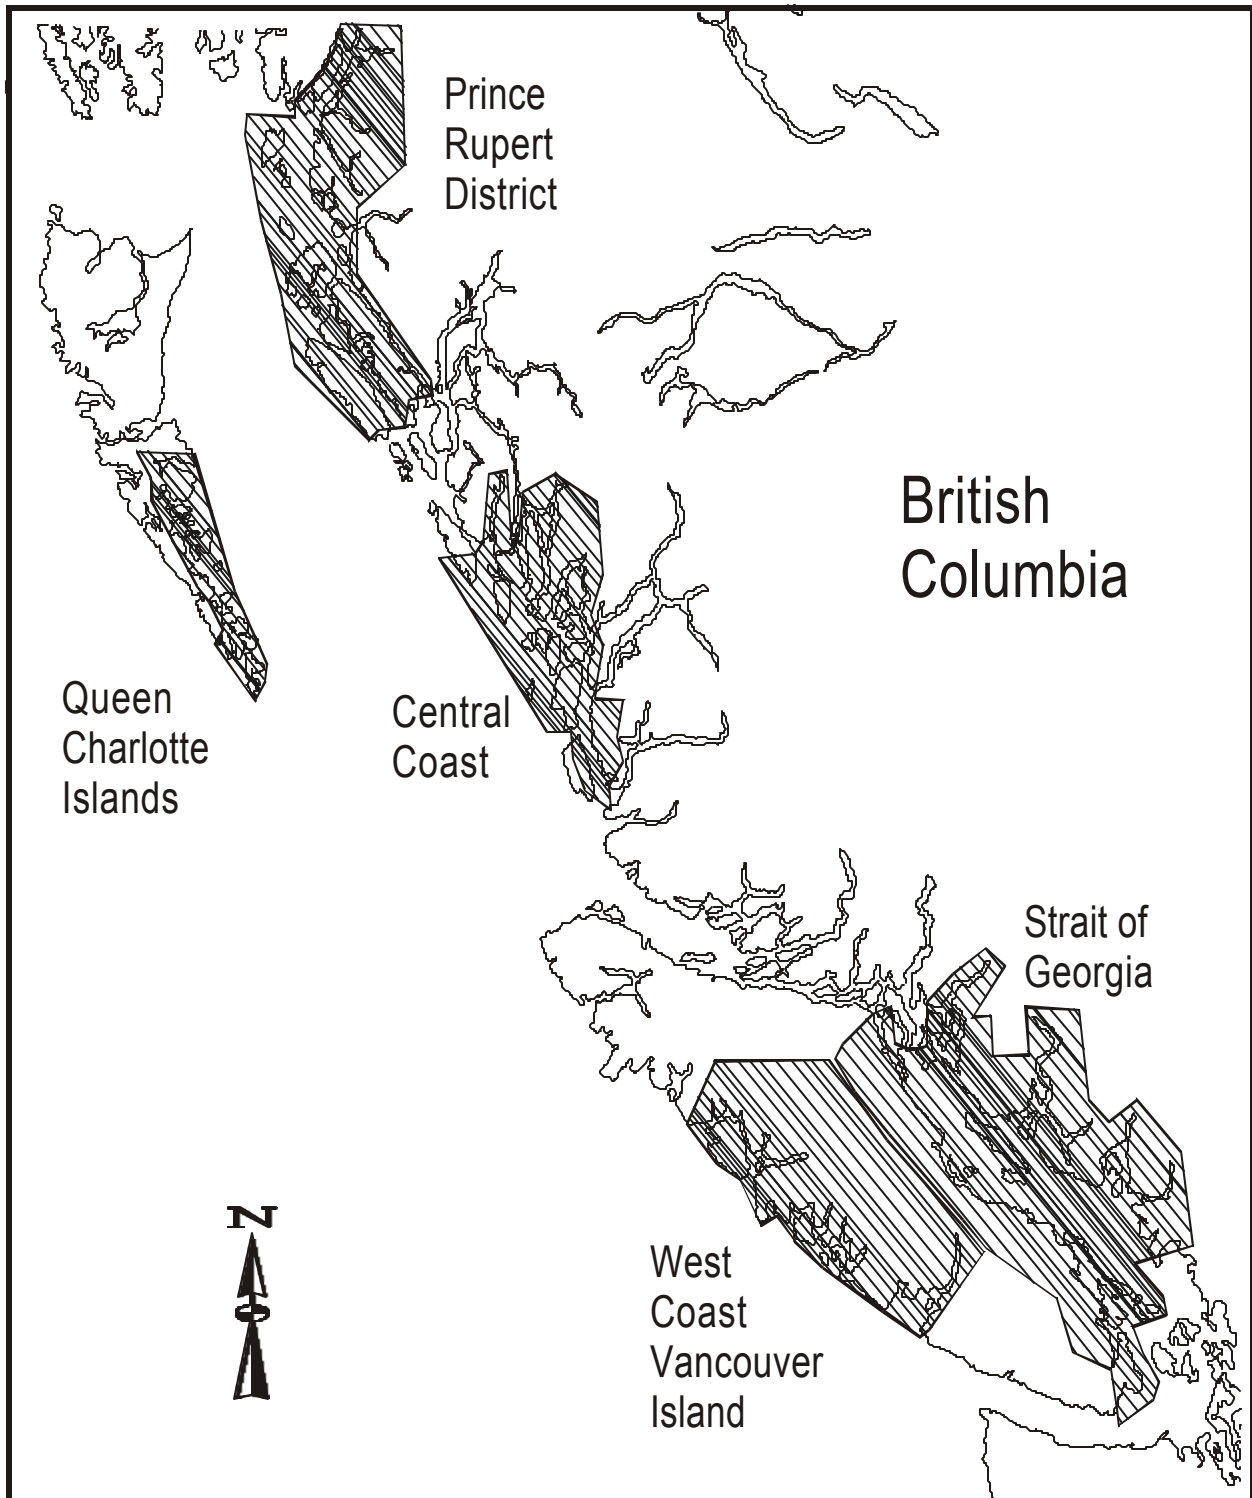 Prince
Rupert
District
British
Columbia
Queen
Charlotte
Islands
Central
Coast
Strait of
Georgia
N
West
Coast
Vancouver
Island